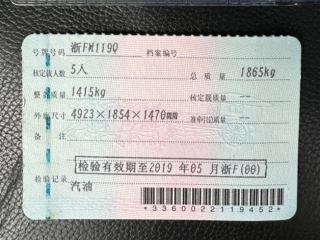 号牌号码 浙FM119Q 档案编号
核定载人数 5人 总质量 1865kg
整备质量 1415kg 核定载质量 --
外廓尺寸 4923×1854×1470mm 准牵引总质量 --
备注
检验有效期至2019 年05 月浙F(00)
检验记录
汽油
*3360022119452*